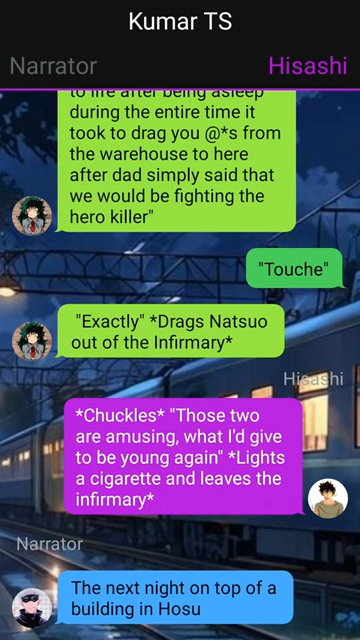 Kumar TS
Narrator
Hisashi
to life after being asleep
during the entire time it
took to drag you @*s from
the warehouse to here
after dad simply said that
we would be fighting the
hero killer"
"Touche"
"Exactly" *Drags Natsuo
out of the Infirmary*
Hisashi
*Chuckles* "Those two
are amusing, what I'd give
to be young again" *Lights
a cigarette and leaves the
infirmary*
Narrator
The next night on top of a
building in Hosu